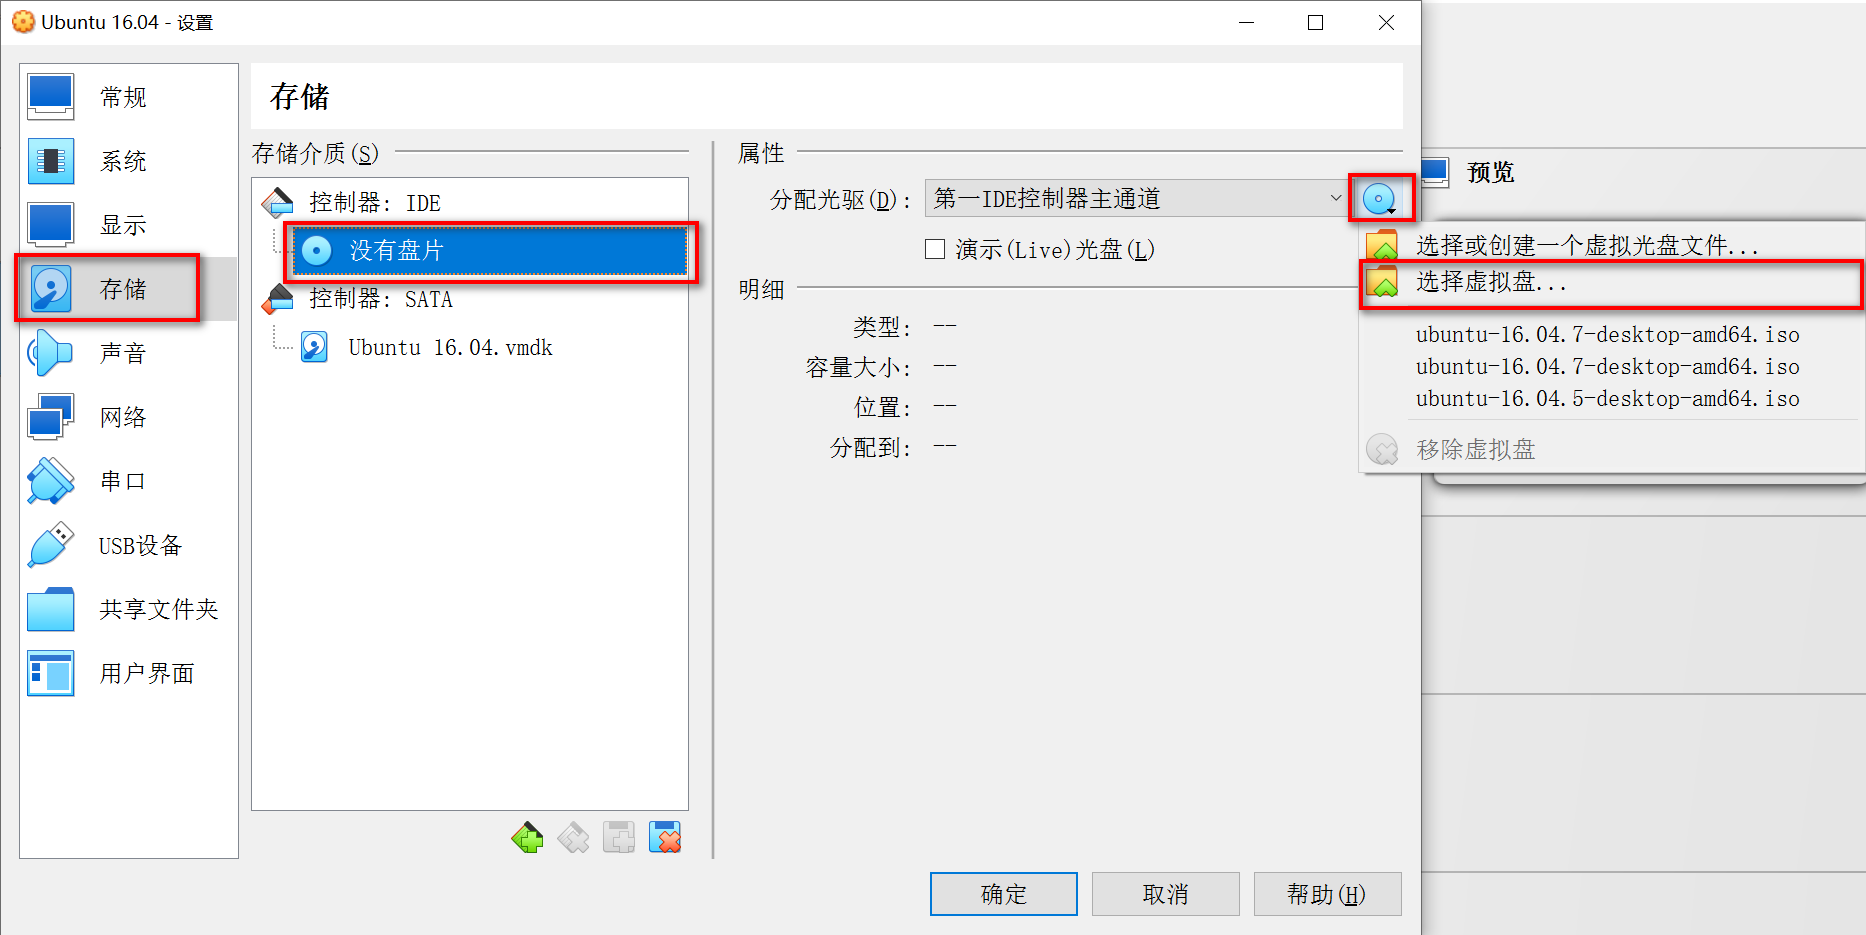 Ubuntu 16.04 - 设置
常规
系统
显示
存储
声音
网络
串口
USB设备
共享文件夹
用户界面
存储
存储介质(S)
控制器: IDE
没有盘片
控制器: SATA
Ubuntu 16.04.vmdk
属性
分配光驱(D): 第一IDE控制器主通道
演示(Live)光盘(L)
明细
类型: --
容量大小: --
位置: --
分配到: --
预览
选择或创建一个虚拟光盘文件...
选择虚拟盘...
ubuntu-16.04.7-desktop-amd64.iso
ubuntu-16.04.7-desktop-amd64.iso
ubuntu-16.04.5-desktop-amd64.iso
移除虚拟盘
确定
取消
帮助(H)